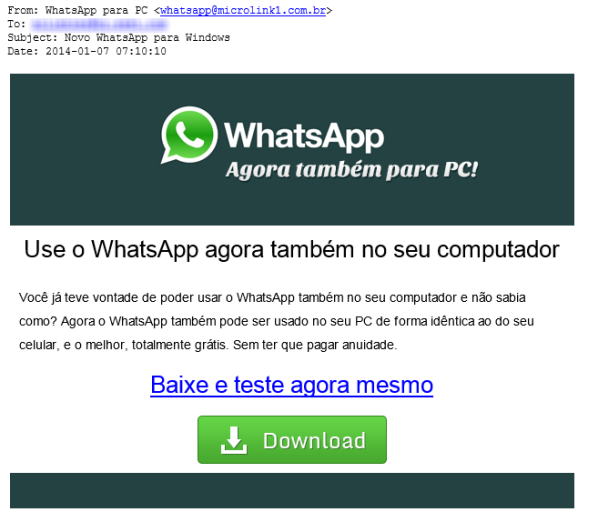 From: WhatsApp para PC <whatsapp@microlink1.com.br>
To:
Subject: Novo WhatsApp para Windows
Date: 2014-01-07 07:10:10
WhatsApp
Agora também para PC!
Use o WhatsApp agora também no seu computador
Você já teve vontade de poder usar o WhatsApp também no seu computador e não sabia
como? Agora o WhatsApp também pode ser usado no seu PC de forma idêntica ao do seu
celular, e o melhor, totalmente grátis. Sem ter que pagar anuidade.
Baixe e teste agora mesmo
Download